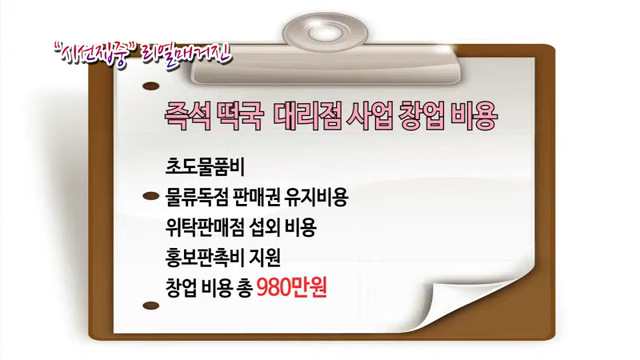 "시선집중" 리얼매거진
즉석 떡국 대리점 사업 창업 비용
초도물품비
물류독점 판매권 유지비용
위탁판매점 섭외 비용
홍보판촉비 지원
창업 비용 총 980만원